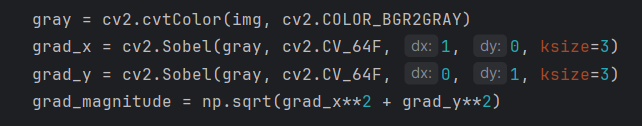 gray = cv2.cvtColor(img, cv2.COLOR_BGR2GRAY)
grad_x = cv2.Sobel(gray, cv2.CV_64F, dx: 1, dy: 0, ksize=3)
grad_y = cv2.Sobel(gray, cv2.CV_64F, dx: 0, dy: 1, ksize=3)
grad_magnitude = np.sqrt(grad_x**2 + grad_y**2)